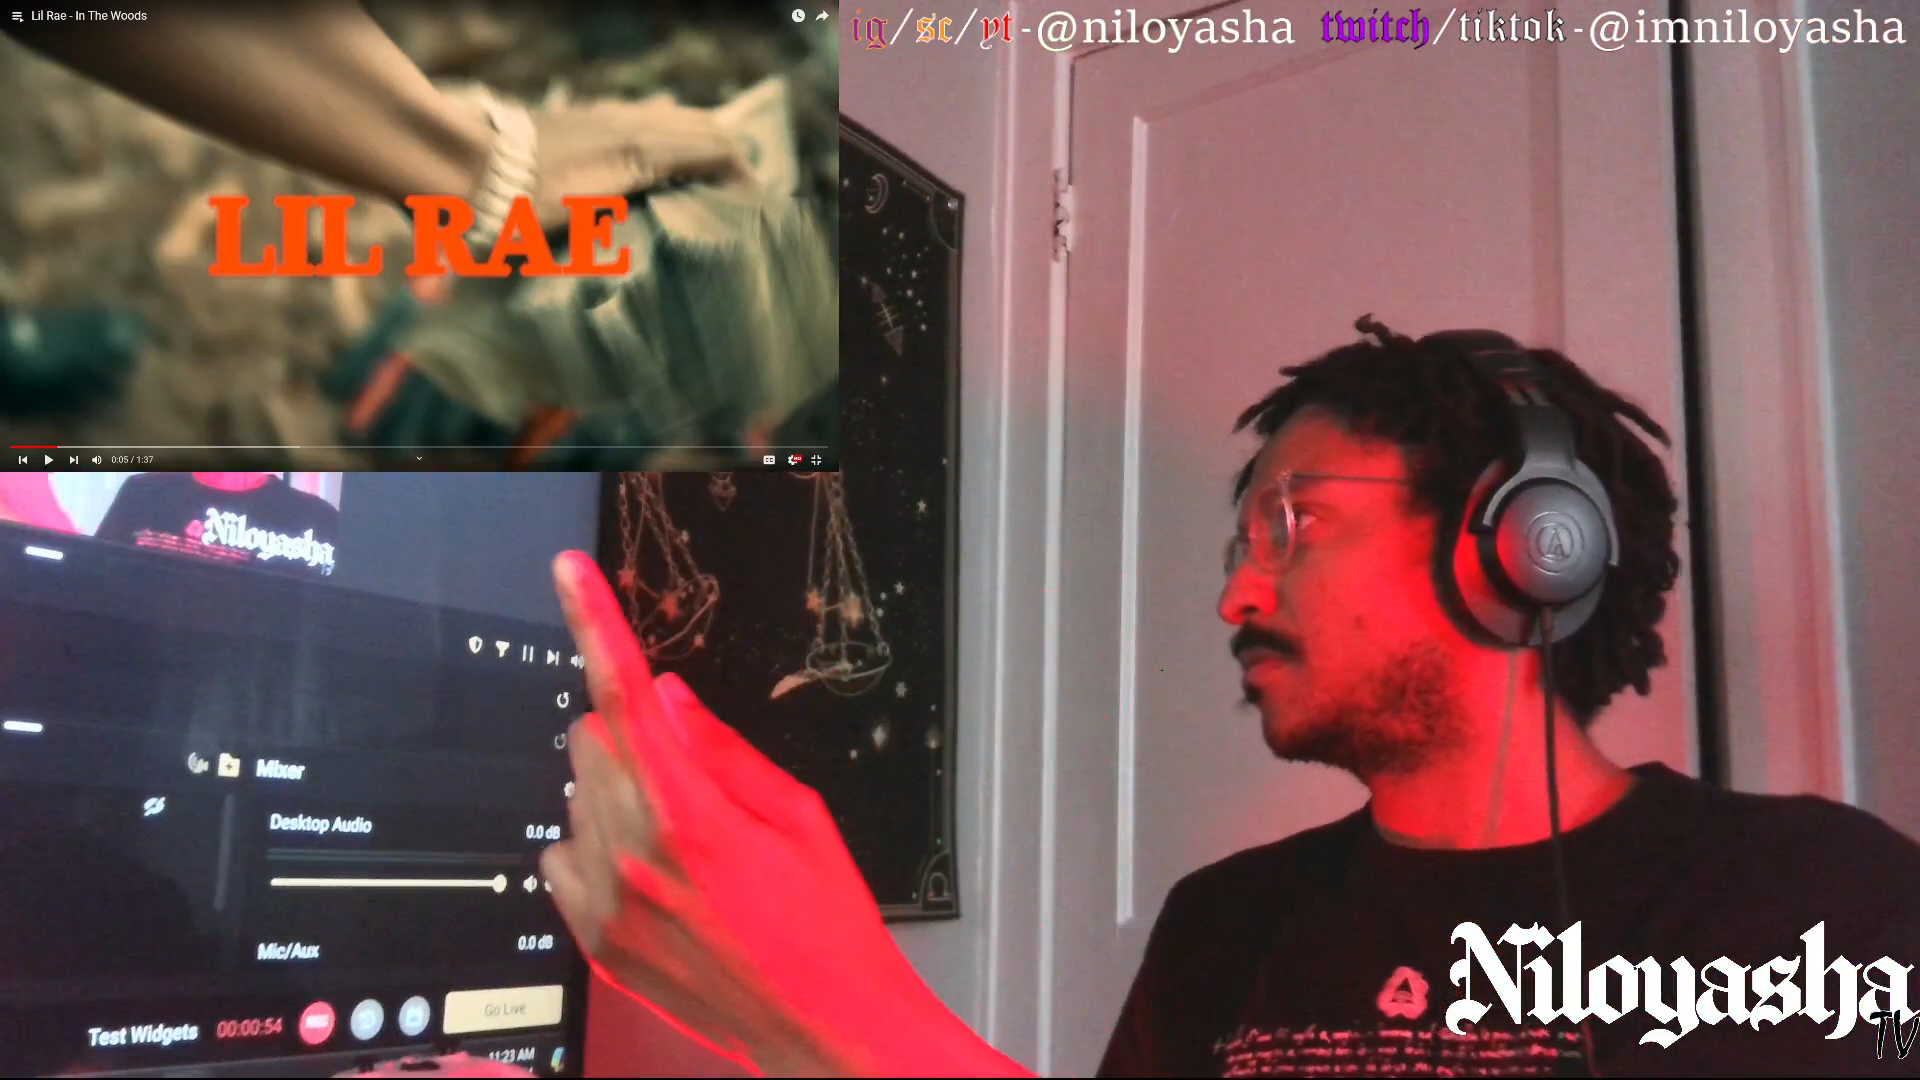 Lil Rae - In The Woods
ig/sc/yt-@niloyasha twitch/tiktok-@imniloyasha
LIL RAE
0:05 / 1:37
Niloyasha
Mixer
Desktop Audio 0.0 dB
Mic/Aux 0.0 dB
Test Widgets 00:00:54 REC Go Live
11:23 AM
Niloyasha
TV